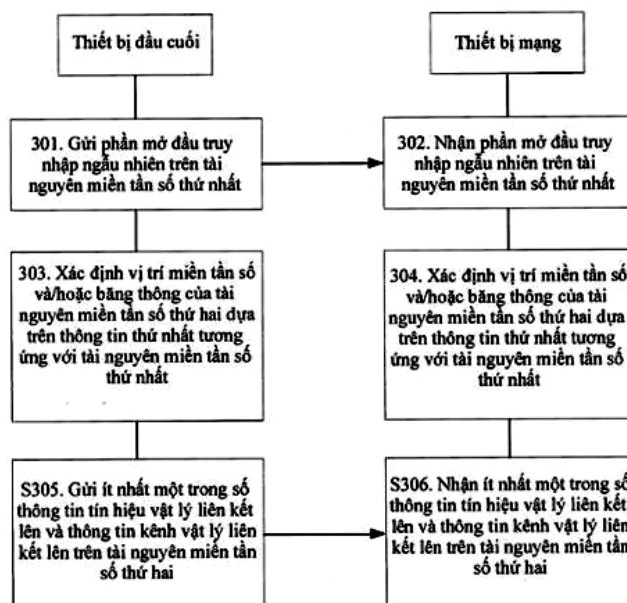 Thiết bị đầu cuối
Thiết bị mạng
301. Gửi phần mở đầu truy
nhập ngẫu nhiên trên tài
nguyên miền tần số thứ nhất
302. Nhận phần mở đầu truy
nhập ngẫu nhiên trên tài
nguyên miền tần số thứ nhất
303. Xác định vị trí miền tần số
và/hoặc băng thông của tài
nguyên miền tần số thứ hai dựa
trên thông tin thứ nhất tương
ứng với tài nguyên miền tần số
thứ nhất
304. Xác định vị trí miền tần số
và/hoặc băng thông của tài
nguyên miền tần số thứ hai dựa
trên thông tin thứ nhất tương
ứng với tài nguyên miền tần số
thứ nhất
S305. Gửi ít nhất một trong số
thông tin tín hiệu vật lý liên kết
lên và thông tin kênh vật lý liên
kết lên trên tài nguyên miền tần
số thứ hai
S306. Nhận ít nhất một trong số
thông tin tín hiệu vật lý liên kết
lên và thông tin kênh vật lý liên
kết lên trên tài nguyên miền tần
số thứ hai